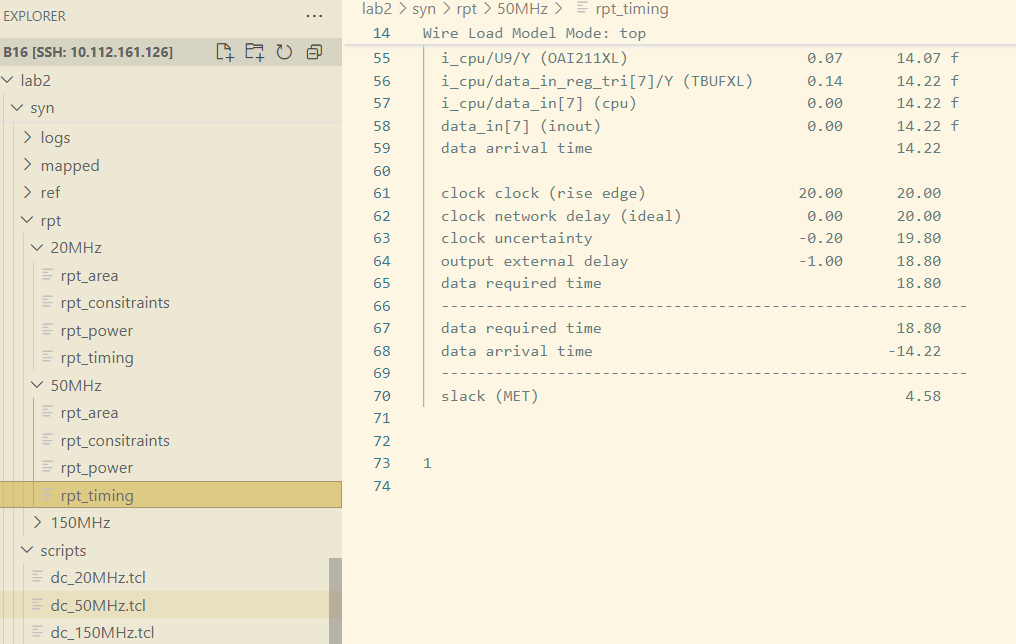 EXPLORER
B16 [SSH: 10.112.161.126]
lab2
syn
logs
mapped
ref
rpt
20MHz
rpt_area
rpt_consitraints
rpt_power
rpt_timing
50MHz
rpt_area
rpt_consitraints
rpt_power
rpt_timing
150MHz
scripts
dc_20MHz.tcl
dc_50MHz.tcl
dc_150MHz.tcl
lab2 > syn > rpt > 50MHz > rpt_timing
14 Wire Load Model Mode: top
55 i_cpu/U9/Y (OAI211XL) 0.07 14.07 f
56 i_cpu/data_in_reg_tri[7]/Y (TBUFXL) 0.14 14.22 f
57 i_cpu/data_in[7] (cpu) 0.00 14.22 f
58 data_in[7] (inout) 0.00 14.22 f
59 data arrival time 14.22
60
61 clock clock (rise edge) 20.00 20.00
62 clock network delay (ideal) 0.00 20.00
63 clock uncertainty -0.20 19.80
64 output external delay -1.00 18.80
65 data required time 18.80
66 -----------------------------------------------------------
67 data required time 18.80
68 data arrival time -14.22
69 -----------------------------------------------------------
70 slack (MET) 4.58
71
72
73 1
74